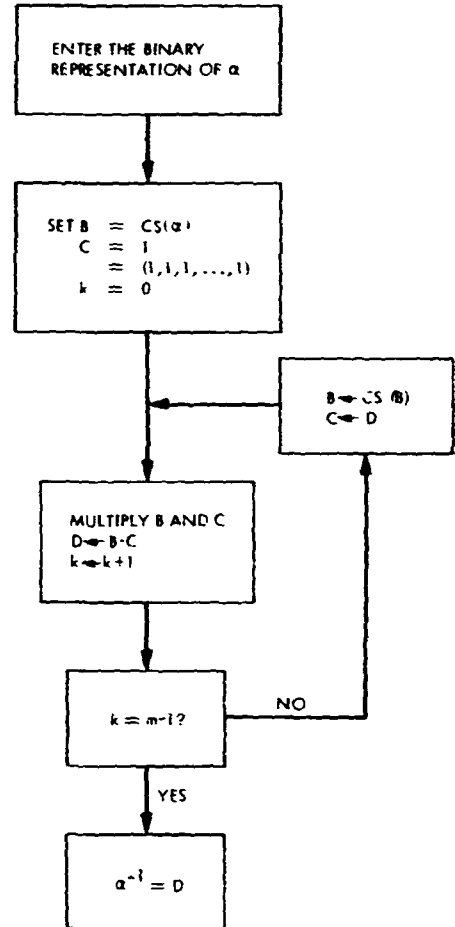 ENTER THE BINARY
REPRESENTATION OF α
SET B = CS(α)
C = 1
= (1,1,1,...,1)
k = 0
B ← CS (B)
C ← D
MULTIPLY B AND C
D ← B·C
k ← k+1
k = m-1?
NO
YES
α⁻¹ = D